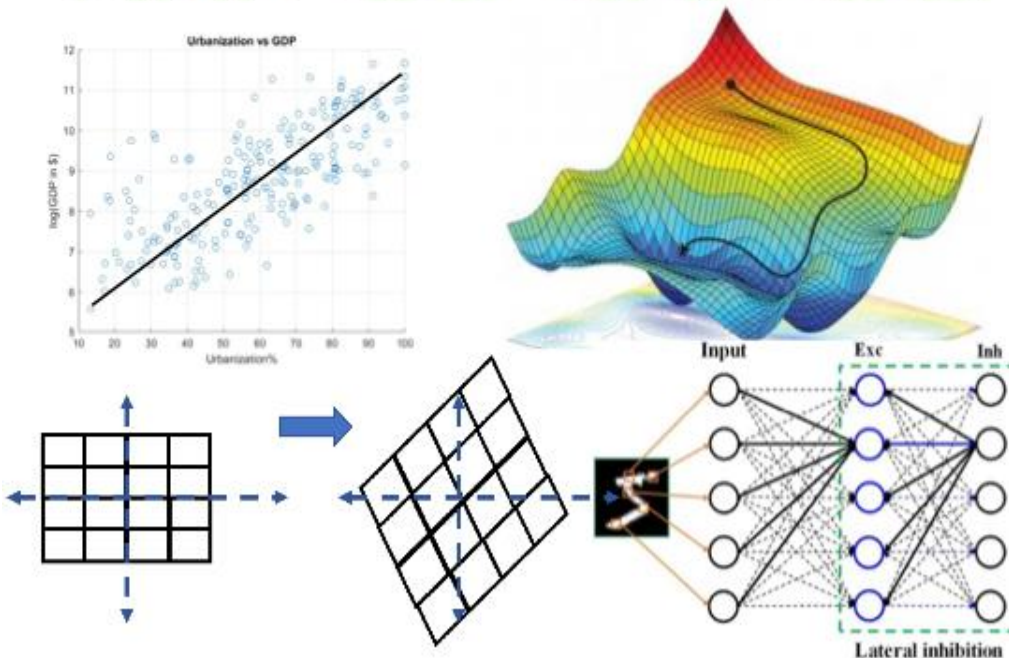 Urbanization vs GDP
log(GDP in $)
12
11
10
9
8
7
6
5
10 20 30 40 50 60 70 80 90 100
Urbanization%
Input Exc Inh
Lateral inhibition